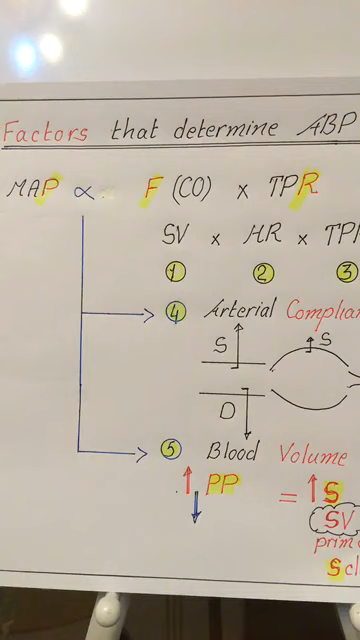 Factors that determine ABP
MAP ∝ F (CO) x TPR
SV x HR x TPR
1 2 3
4 Arterial Complian
S S
D
5 Blood Volume
↑ PP = ↑ S
↓ SV
prim
Scl